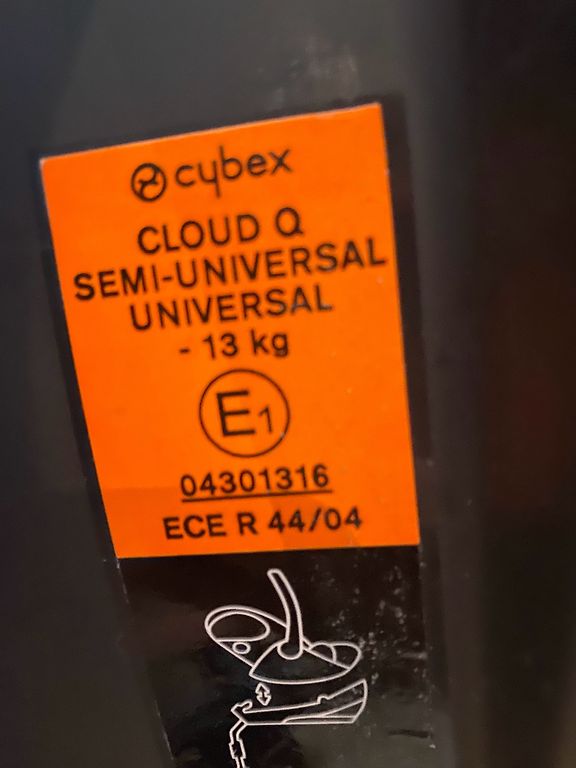 cybex
CLOUD Q
SEMI-UNIVERSAL
UNIVERSAL
- 13 kg
E1
04301316
ECE R 44/04